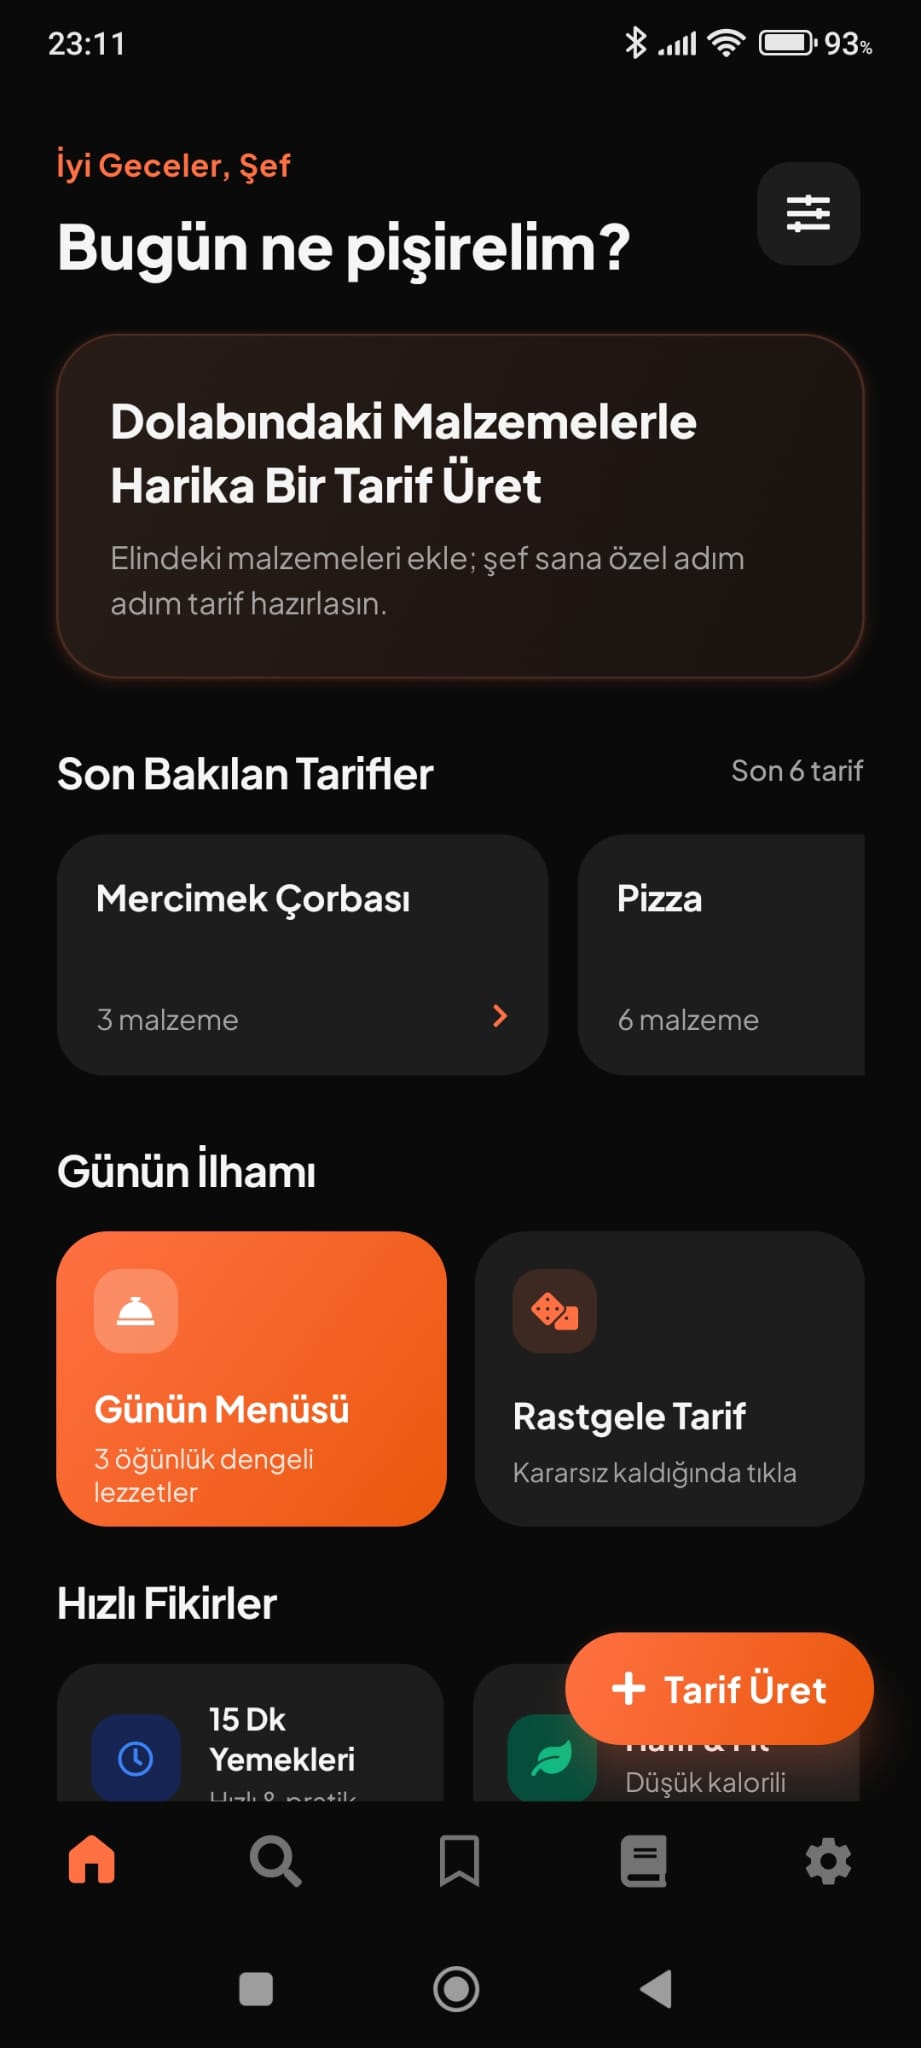 23:11
93%
İyi Geceler, Şef
Bugün ne pişirelim?
Dolabındaki Malzemelerle
Harika Bir Tarif Üret
Elindeki malzemeleri ekle; şef sana özel adım
adım tarif hazırlasın.
Son Bakılan Tarifler
Son 6 tarif
Mercimek Çorbası
3 malzeme
Pizza
6 malzeme
Günün İlhamı
Günün Menüsü
3 öğünlük dengeli
lezzetler
Rastgele Tarif
Kararsız kaldığında tıkla
Hızlı Fikirler
15 Dk
Yemekleri
Hızlı & pratik
Tarif Üret
Düşük kalorili